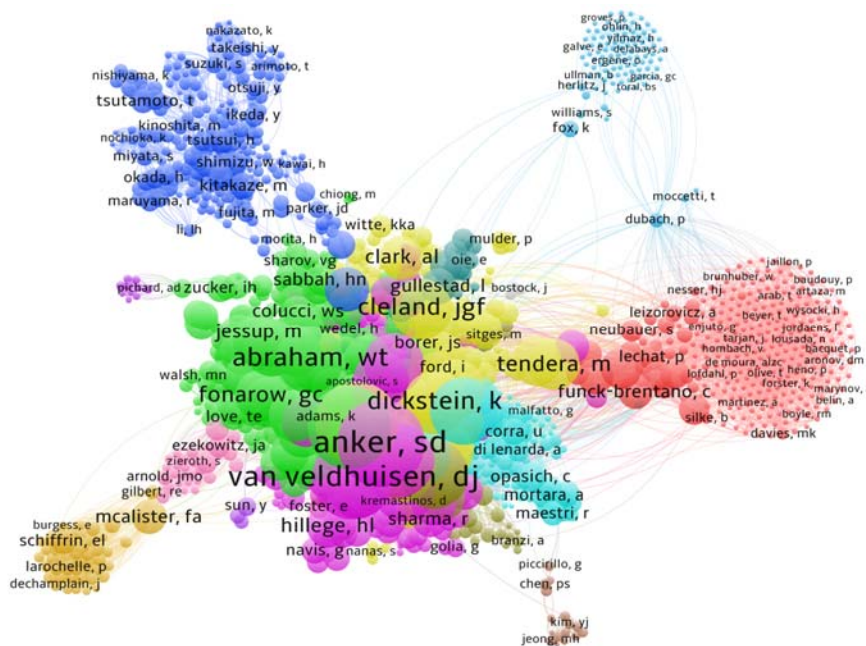 nakazato, k
takeishi, y
suzuki, s
arimoto, t
nishiyama, k
otsuji, y
tsutamoto, t
ikeda, y
kinoshita, m
nochioka, k
tsutsui, h
miyata, s
shimizu, w
kawai, h
okada, h
kitakaze, m
maruyama, r
fujita, m
chiong, m
parker, jd
li, lh
morita, h
witte, kka
groves, p
ohlin, h
yilmaz, h
galve, e
delabays, a
ergene, o
ullman, b
garcia, gc
herlitz, j
toral, bs
williams, s
fox, k
moccetti, t
dubach, p
sharov, vg
clark, al
oie, e
mulder, p
pichard, ad
zucker, ih
sabbah, hn
gullestad, l
bostock, j
colucci, ws
cleland, jgf
jessup, m
wedel, h
borer, js
sitges, m
abraham, wt
ford, i
tendera, m
walsh, mn
apostolovic, s
fonarow, gc
dickstein, k
love, te
adams, k
malfatto, g
anker, sd
corra, u
di lenarda, a
ezekowitz, ja
zieroth, s
van veldhuisen, dj
opasich, c
arnold, jmo
gilbert, re
mortara, a
sun, y
foster, e
kremastinos, d
maestri, r
mcalister, fa
hillege, hl
sharma, r
burgess, e
schiffrin, el
navis, g
nanas, s
golia, g
branzi, a
larochelle, p
dechamplain, j
piccirillo, g
chen, ps
kim, yj
jeong, mh
jaillon, p
brunhuber, w
baudouy, p
nesser, hj
arab, t
artaza, m
leizorovicz, a
beyer, t
wysocki, h
neubauer, s
enjuto, g
jordaens, l
tarjan, j
lousada, n
hombach, v
bacquet, p
lechat, p
de moura, alzc
aronov, dm
lofdahl, p
olive, t
heno, p
funck-brentano, c
forster, k
marynov,
martinez, a
belin, a
silke, b
boyle, rm
davies, mk